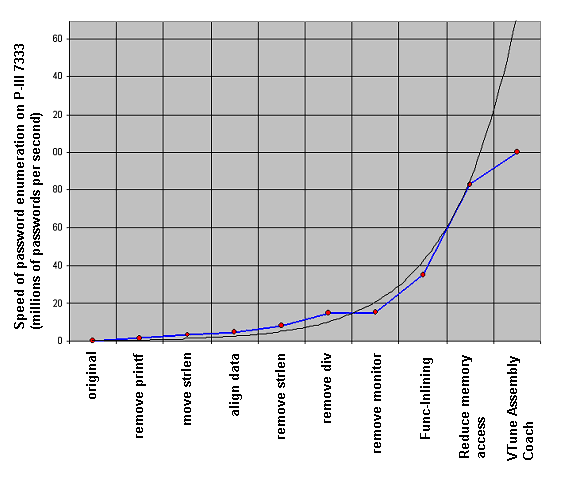 Speed of password enumeration on P-III 7333
(millions of passwords per second)
60
40
20
00
80
60
40
20
0
original
remove printf
move strlen
align data
remove strlen
remove div
remove monitor
Func-Inlining
Reduce memory
access
VTune Assembly
Coach